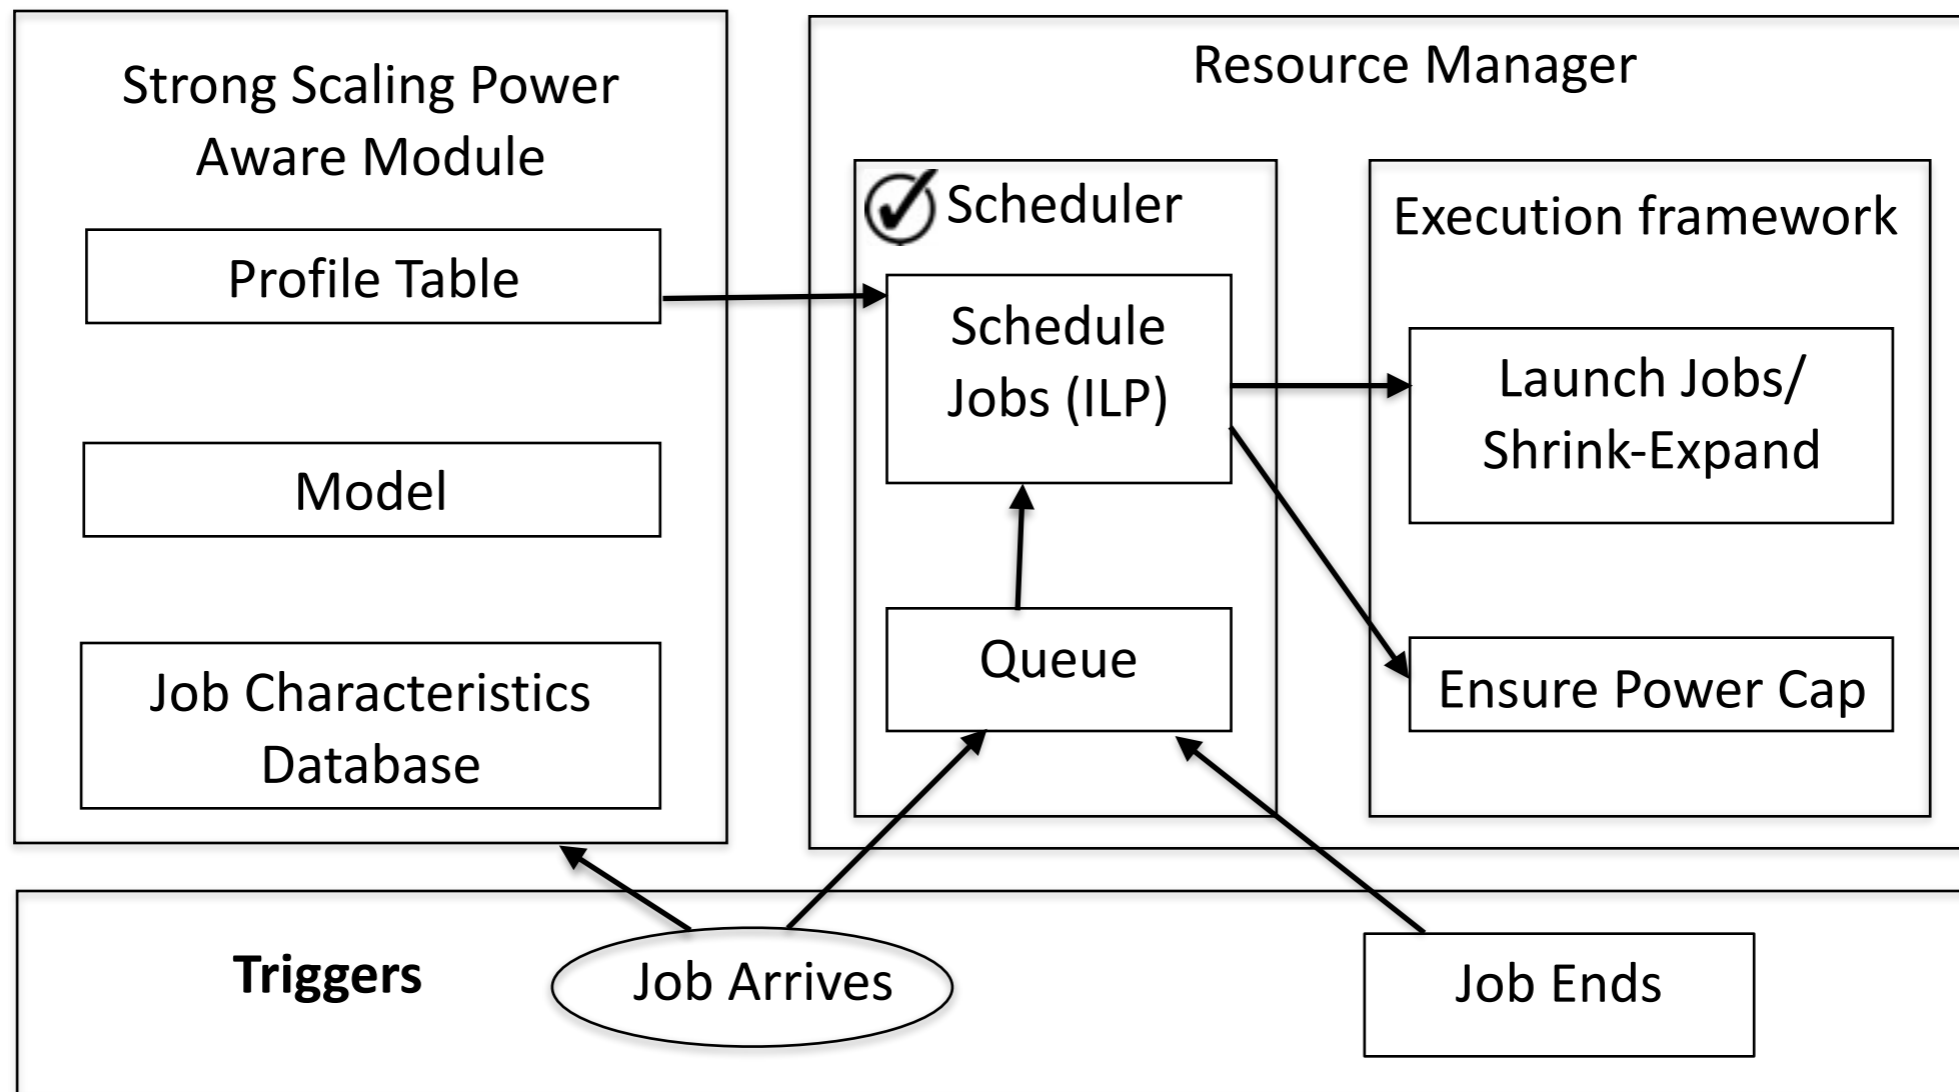 Strong Scaling Power
Aware Module
Profile Table
Model
Job Characteristics
Database
Resource Manager
Scheduler
Schedule
Jobs (ILP)
Queue
Execution framework
Launch Jobs/
Shrink-Expand
Ensure Power Cap
Triggers
Job Arrives
Job Ends